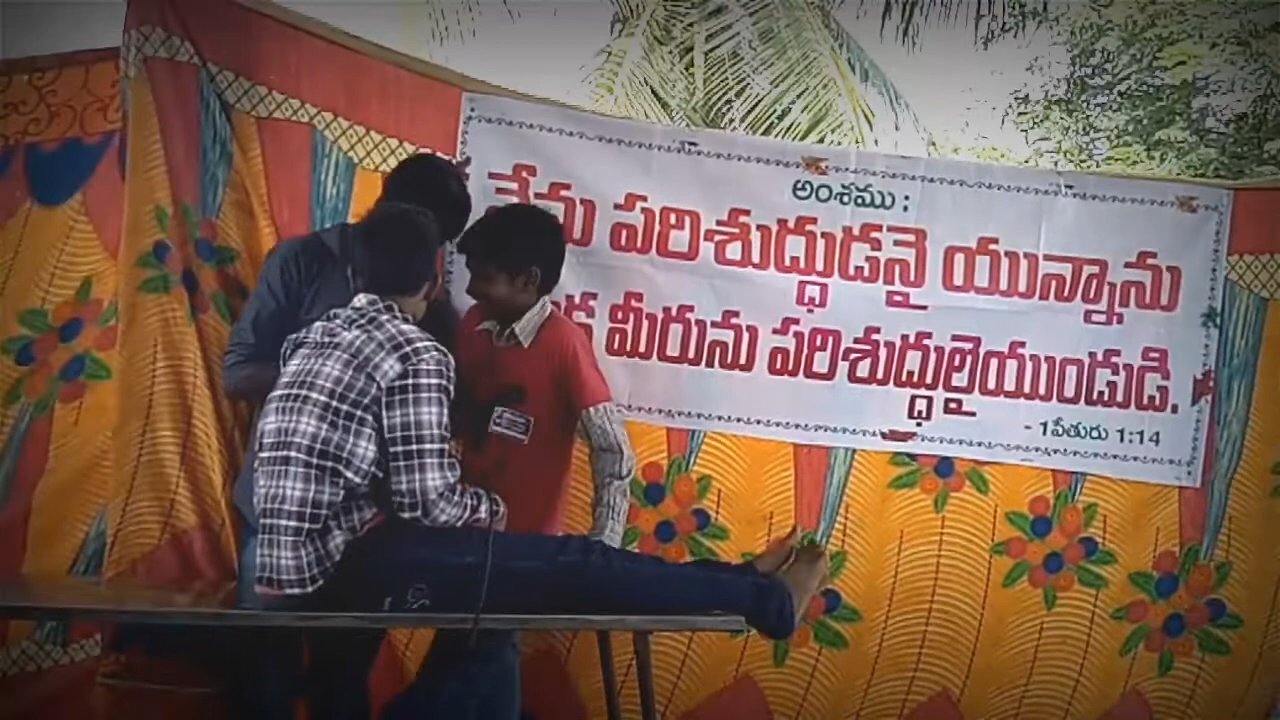 అంశము :
నేను పరిశుద్ధుడనై యున్నాను
మీరును పరిశుద్ధులైయుండుడి.
- 1పేతురు 1:14